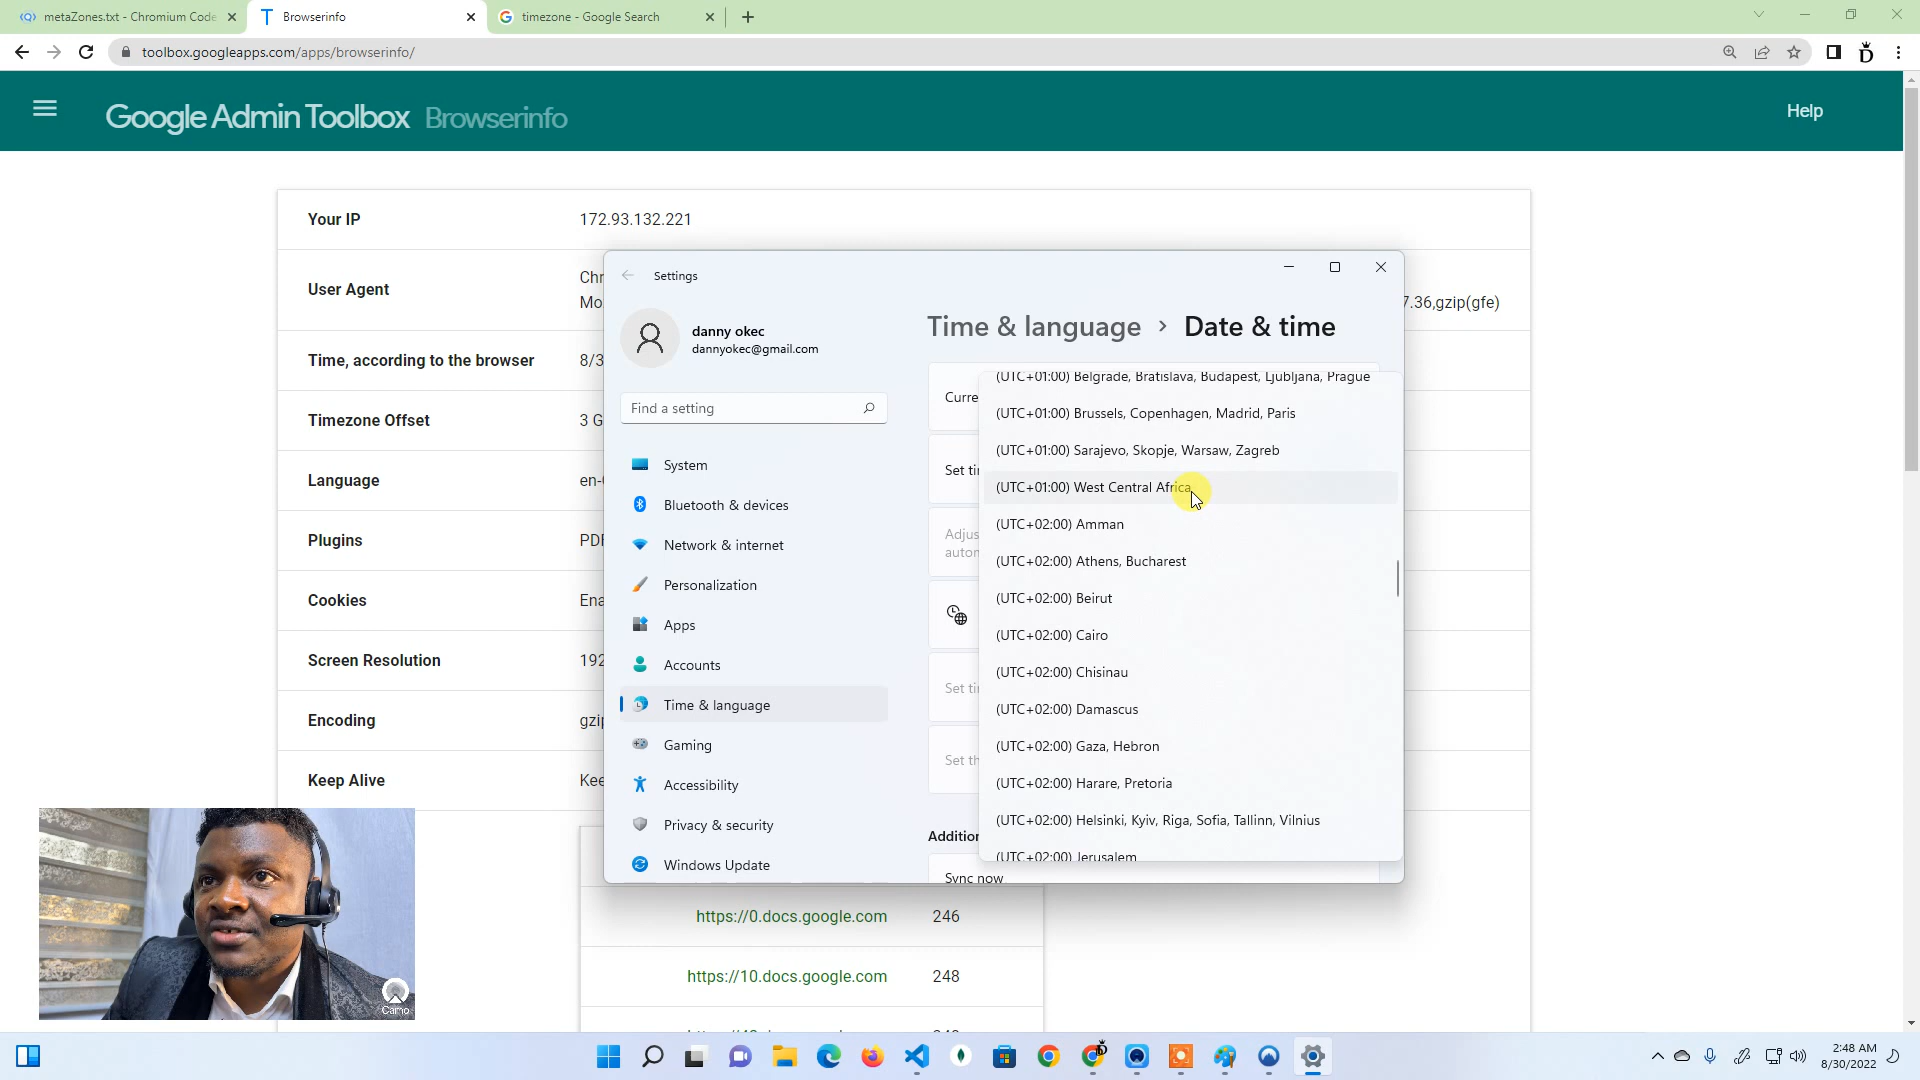 metaZones.txt - Chromium Code
Browserinfo
timezone - Google Search
toolbox.googleapps.com/apps/browserinfo/
Google Admin Toolbox Browserinfo
Help
Your IP
172.93.132.221
User Agent
Chr
Mo
7.36,gzip(gfe)
Time, according to the browser
8/3
Timezone Offset
3 G
Language
en-
Plugins
PDF
Cookies
Ena
Screen Resolution
192
Encoding
gzip
Keep Alive
Kee
https://0.docs.google.com
246
https://10.docs.google.com
248
Settings
danny okec
dannyokec@gmail.com
Find a setting
System
Bluetooth & devices
Network & internet
Personalization
Apps
Accounts
Time & language
Gaming
Accessibility
Privacy & security
Windows Update
Time & language > Date & time
Curre
Set ti
Adjus
auton
Set ti
Set th
Addition
Sync now
(UTC+01:00) Belgrade, Bratislava, Budapest, Ljubljana, Prague
(UTC+01:00) Brussels, Copenhagen, Madrid, Paris
(UTC+01:00) Sarajevo, Skopje, Warsaw, Zagreb
(UTC+01:00) West Central Africa
(UTC+02:00) Amman
(UTC+02:00) Athens, Bucharest
(UTC+02:00) Beirut
(UTC+02:00) Cairo
(UTC+02:00) Chisinau
(UTC+02:00) Damascus
(UTC+02:00) Gaza, Hebron
(UTC+02:00) Harare, Pretoria
(UTC+02:00) Helsinki, Kyiv, Riga, Sofia, Tallinn, Vilnius
(UTC+02:00) Jerusalem
Camo
2:48 AM
8/30/2022